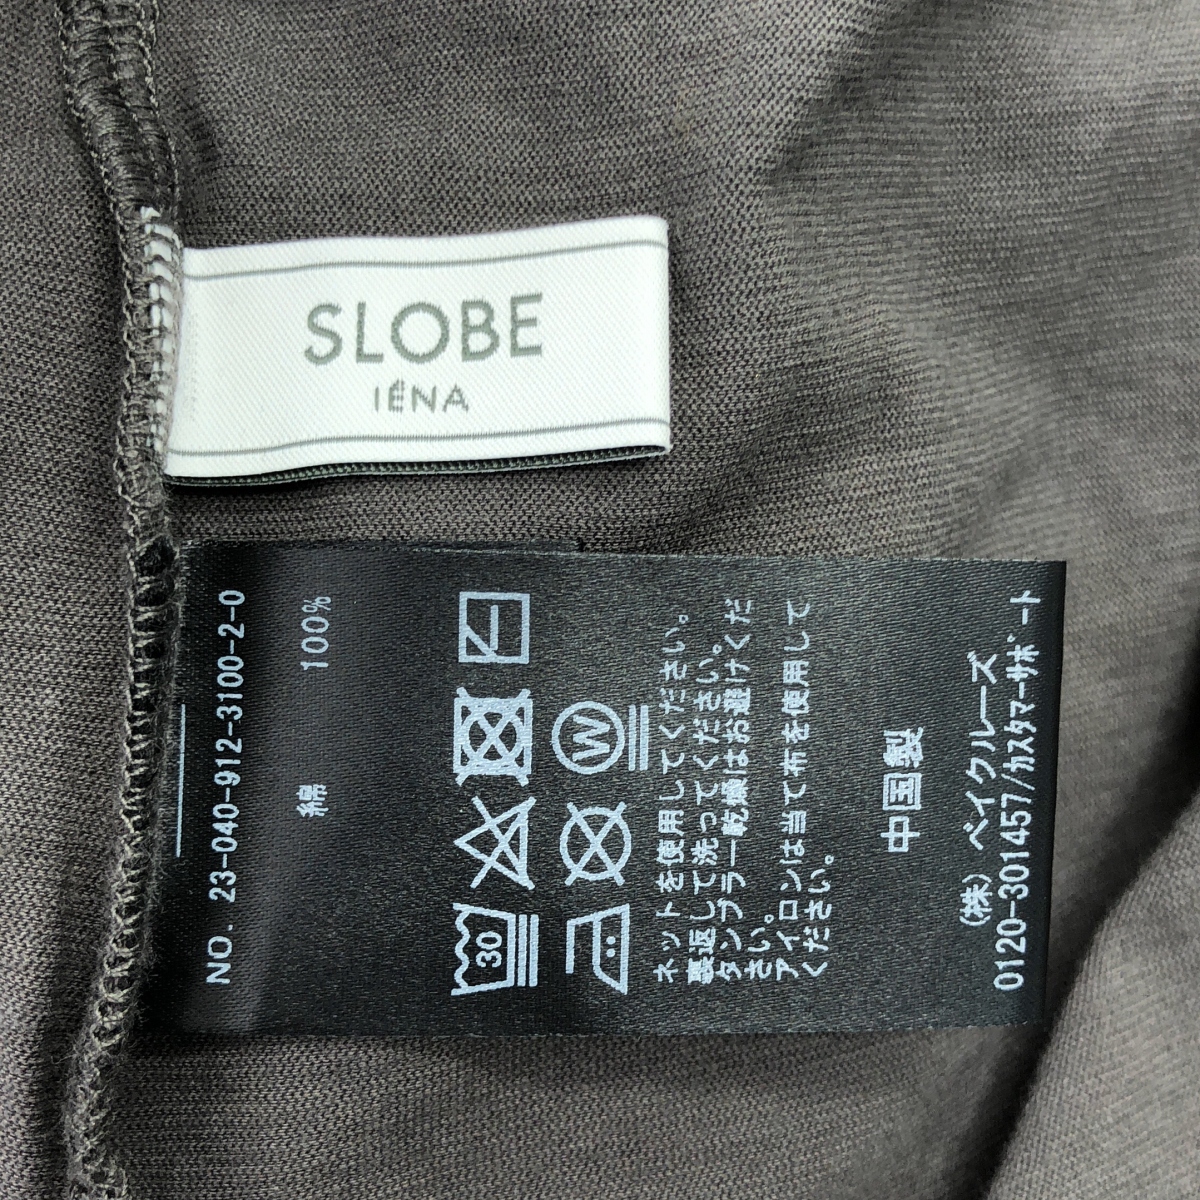 SLOBE
IÉNA
NO. 23-040-912-3100-2-0
綿 100%
30
W
ネットを使用してください。
裏返して洗ってください。
タンブラー乾燥はお避けくだ
さい。
アイロンは当て布を使用して
ください。
中国製
(株) ベイクルーズ
0120-301457/カスタマーサポート